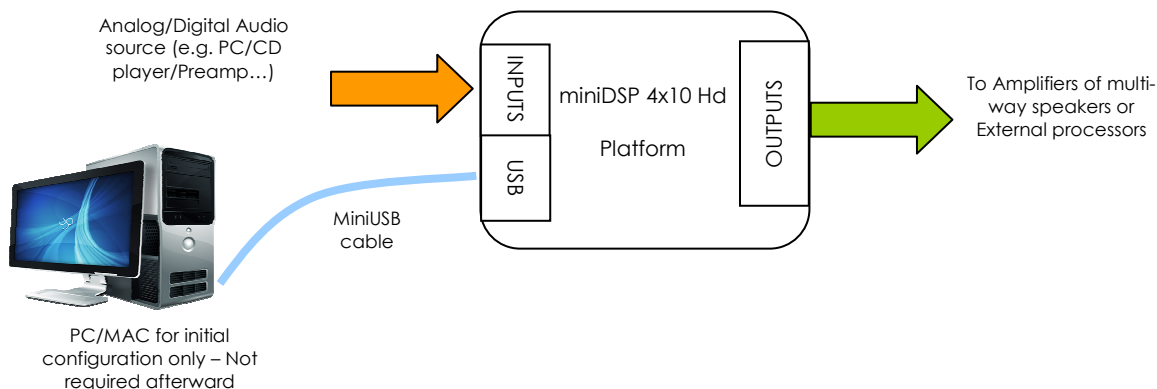 Analog/Digital Audio
source (e.g. PC/CD
player/Preamp…)
INPUTS
USB
miniDSP 4x10 Hd
Platform
OUTPUTS
To Amplifiers of multi-
way speakers or
External processors
MiniUSB
cable
PC/MAC for initial
configuration only – Not
required afterward